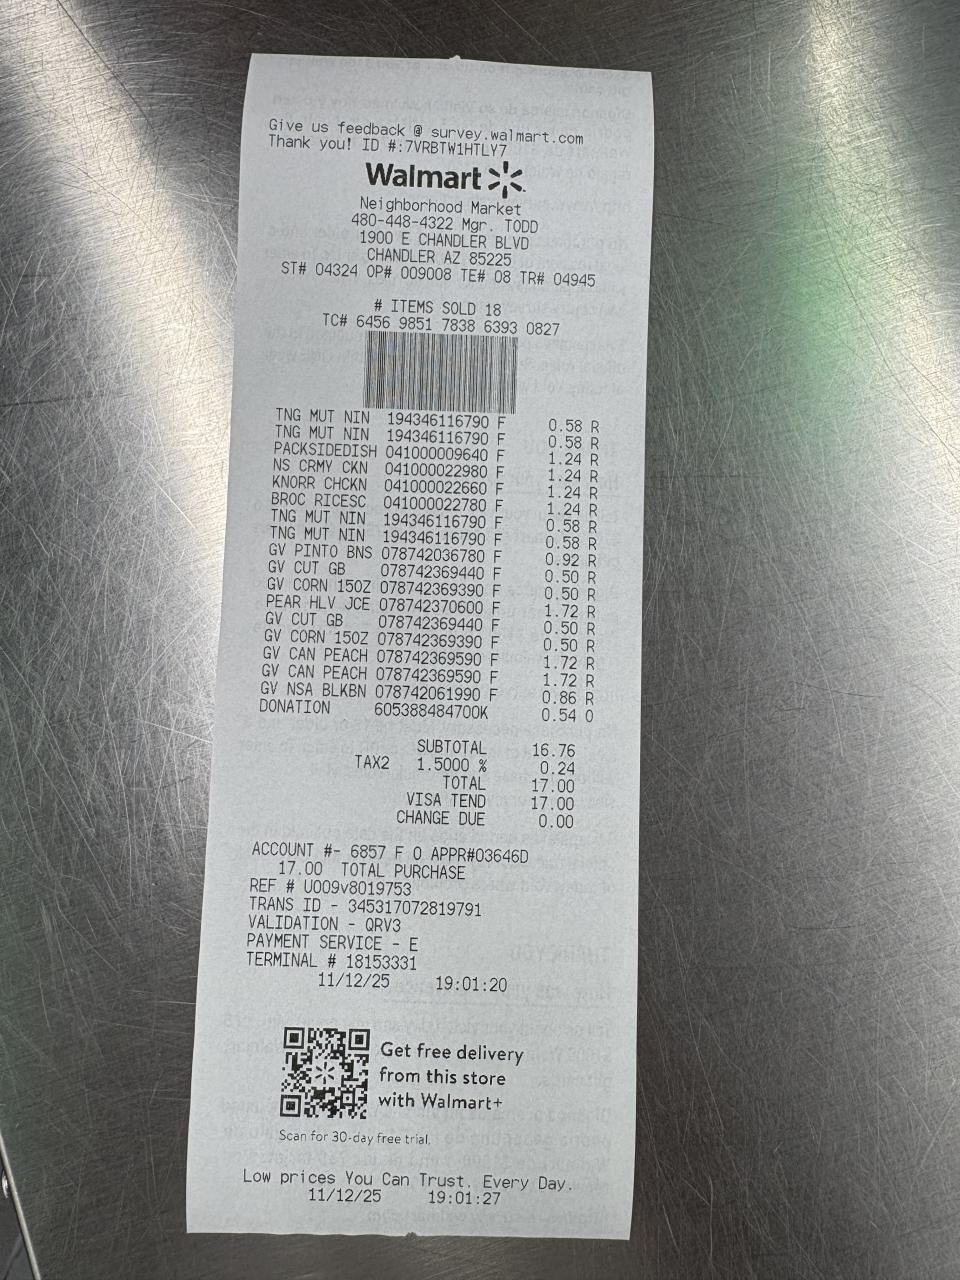 Give us feedback @ survey.walmart.com
Thank you! ID #:7VRBTW1HTLY7
Walmart
Neighborhood Market
480-448-4322 Mgr. TODD
1900 E CHANDLER BLVD
CHANDLER AZ 85225
ST# 04324 OP# 009008 TE# 08 TR# 04945
# ITEMS SOLD 18
TC# 6456 9851 7838 6393 0827
TNG MUT NIN 194346116790 F 0.58 R
TNG MUT NIN 194346116790 F 0.58 R
PACKSIDEDISH 041000009640 F 1.24 R
NS CRMY CKN 041000022980 F 1.24 R
KNORR CHCKN 041000022660 F 1.24 R
BROC RICESC 041000022780 F 1.24 R
TNG MUT NIN 194346116790 F 0.58 R
TNG MUT NIN 194346116790 F 0.58 R
GV PINTO BNS 078742036780 F 0.92 R
GV CUT GB 078742369440 F 0.50 R
GV CORN 15OZ 078742369390 F 0.50 R
PEAR HLV JCE 078742370600 F 1.72 R
GV CUT GB 078742369440 F 0.50 R
GV CORN 15OZ 078742369390 F 0.50 R
GV CAN PEACH 078742369590 F 1.72 R
GV CAN PEACH 078742369590 F 1.72 R
GV NSA BLKBN 078742061990 F 0.86 R
DONATION 605388484700K 0.54 O
SUBTOTAL 16.76
TAX2 1.5000 % 0.24
TOTAL 17.00
VISA TEND 17.00
CHANGE DUE 0.00
ACCOUNT #- 6857 F 0 APPR#03646D
17.00 TOTAL PURCHASE
REF # U009v8019753
TRANS ID - 345317072819791
VALIDATION - QRV3
PAYMENT SERVICE - E
TERMINAL # 18153331
11/12/25 19:01:20
Get free delivery
from this store
with Walmart+
Scan for 30-day free trial.
Low prices You Can Trust. Every Day.
11/12/25 19:01:27